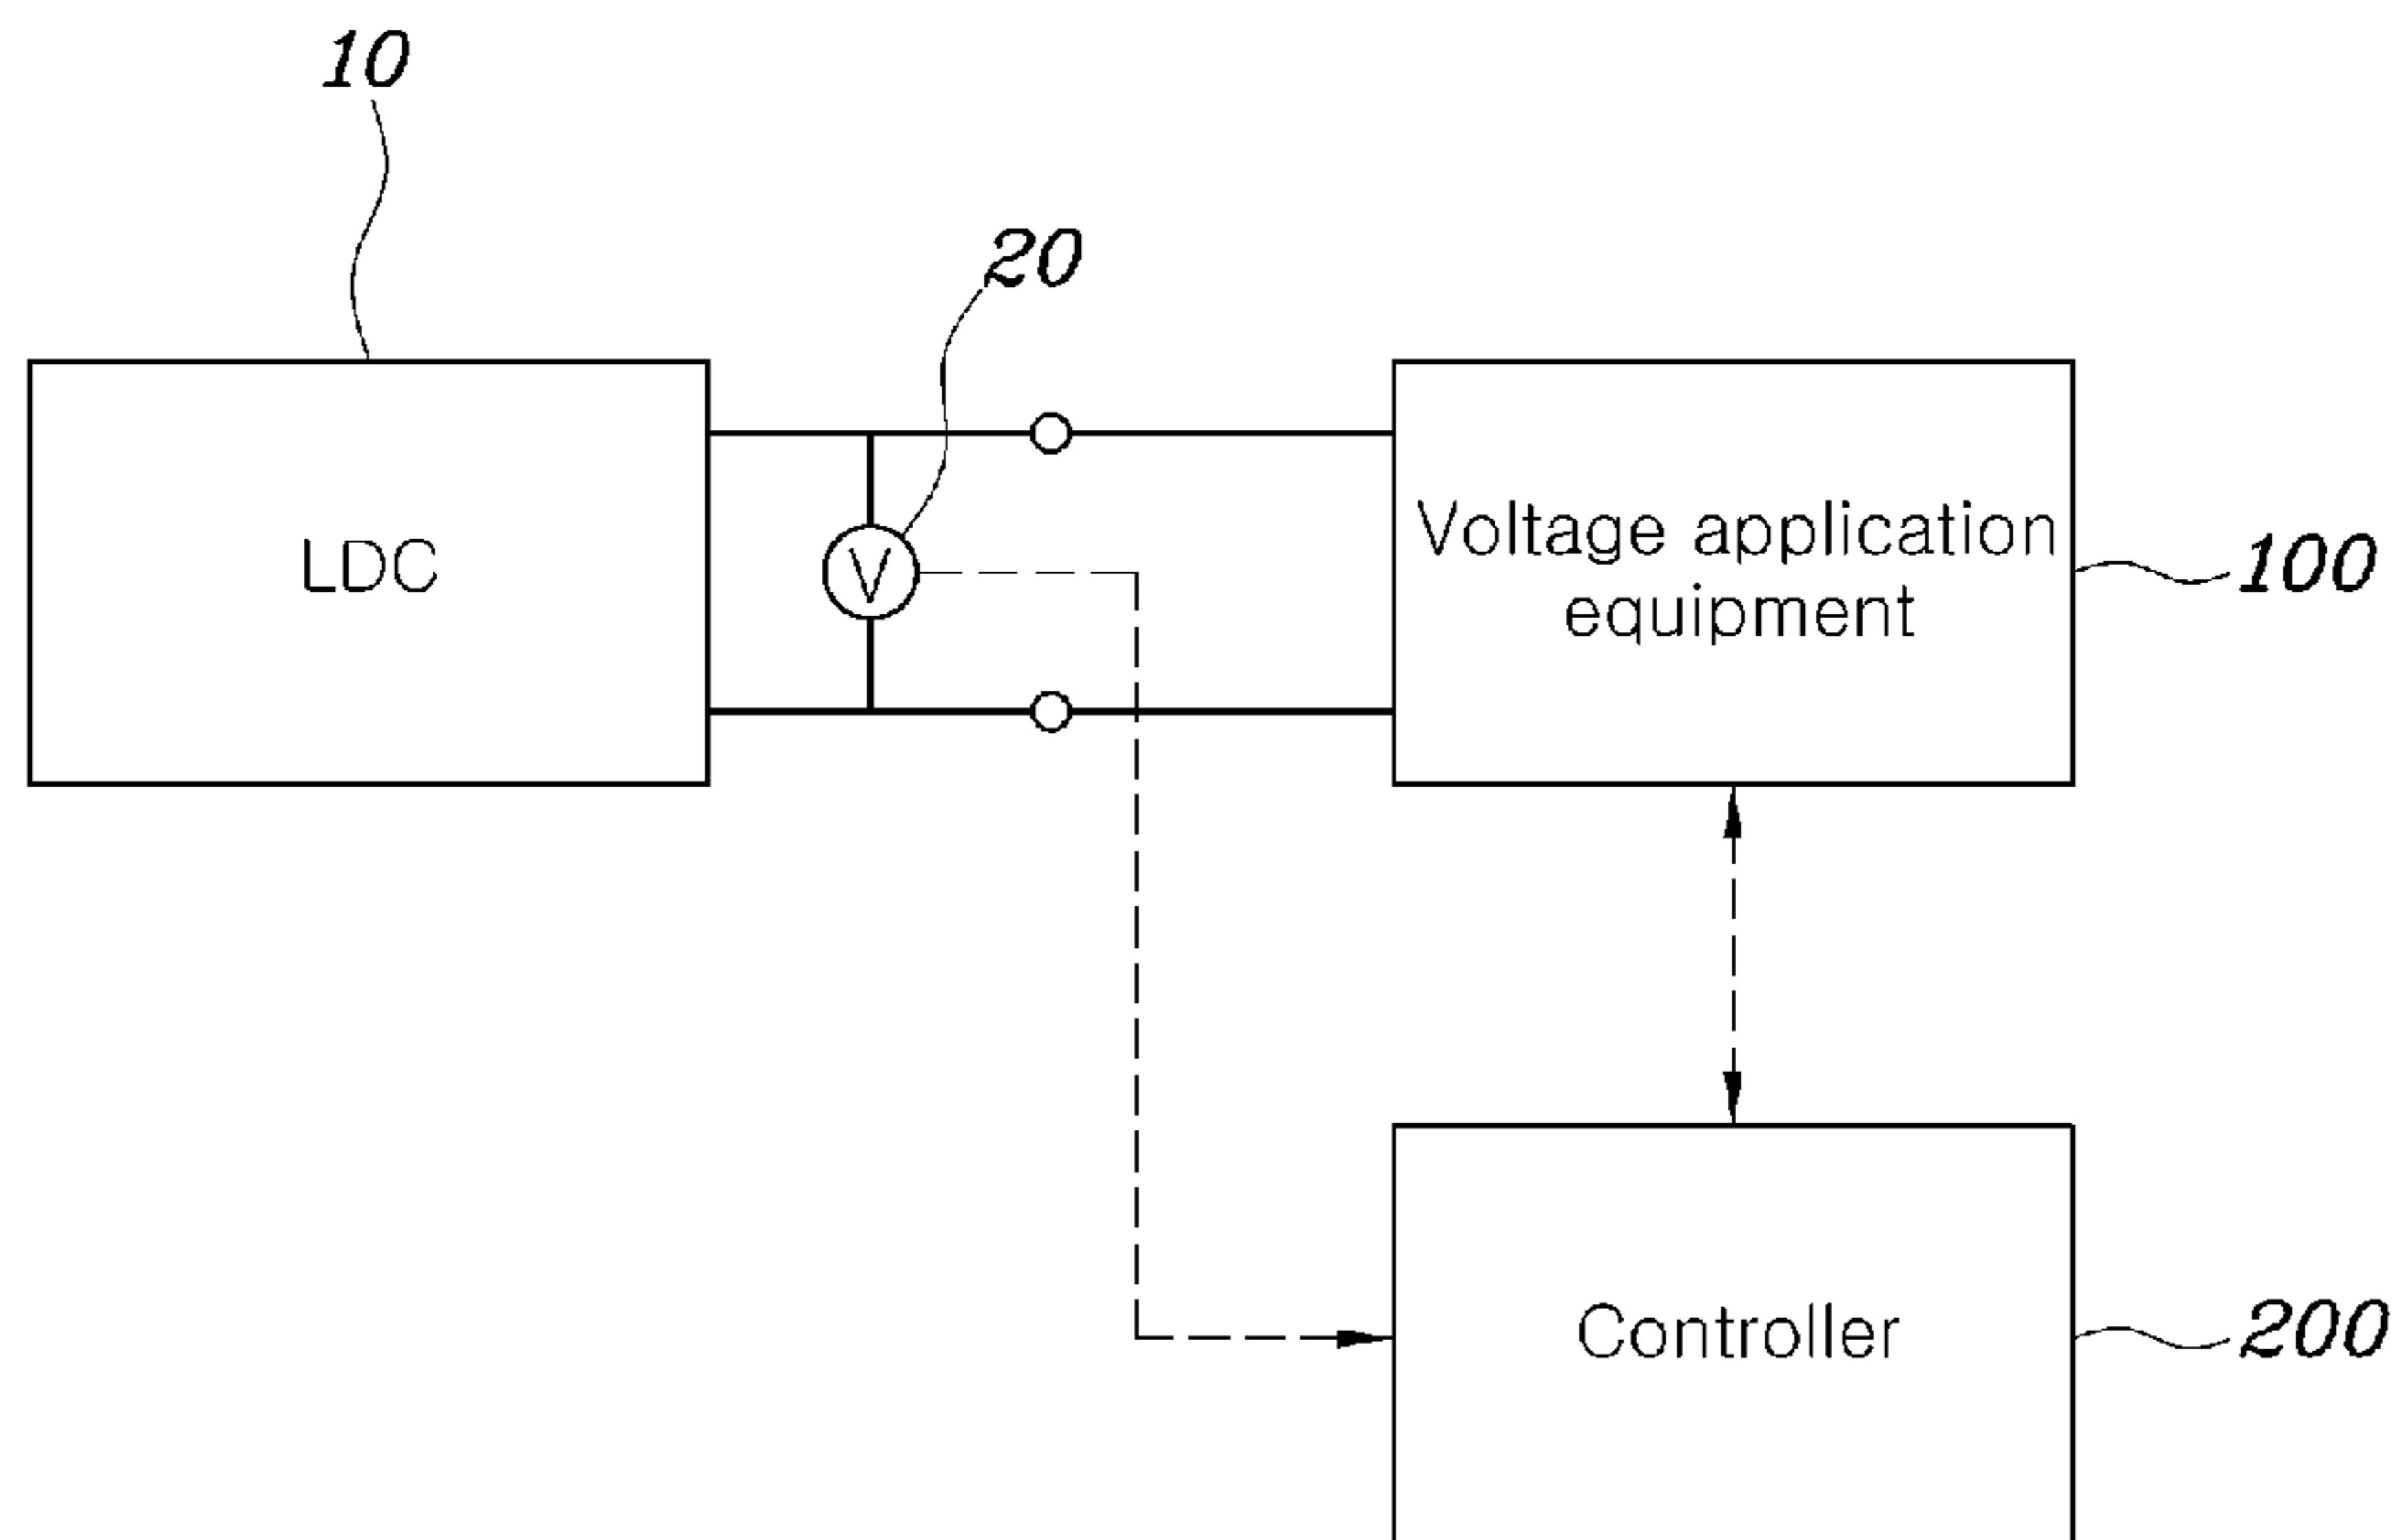 10
20
LDC
V
Voltage application
equipment
100
Controller
200